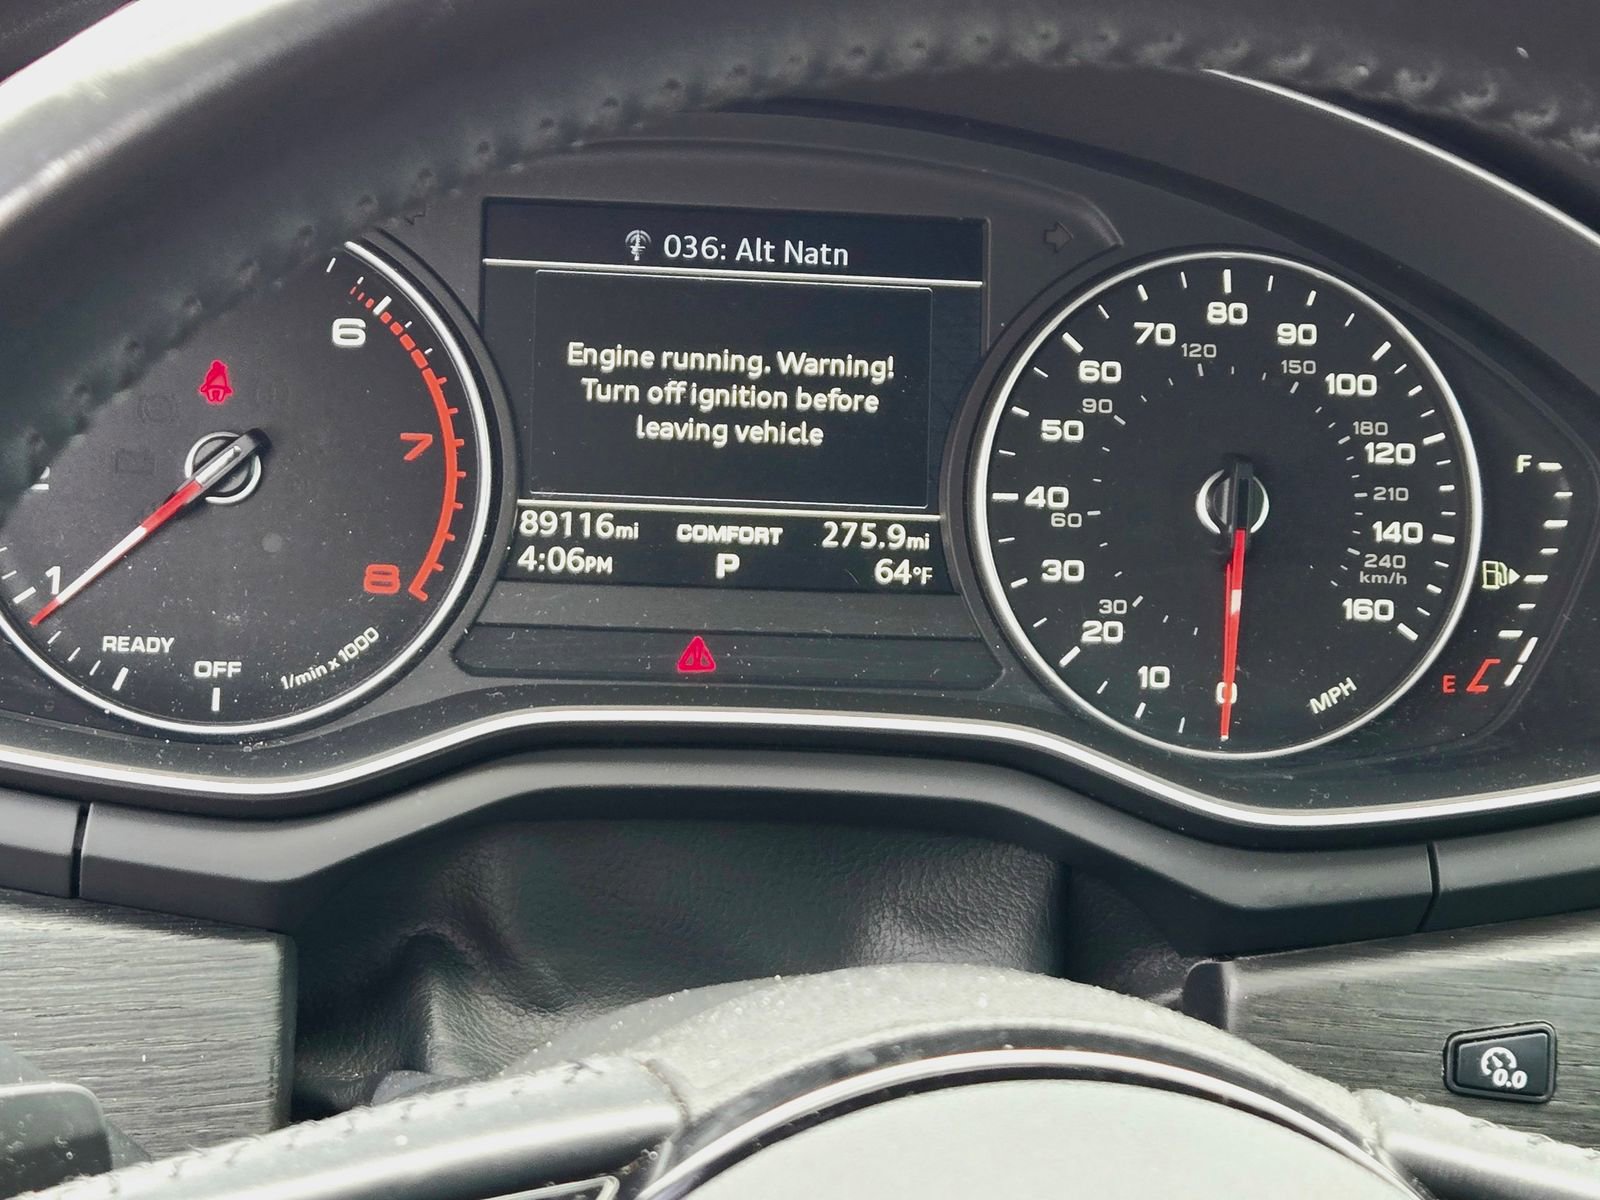 036: Alt Natn
Engine running. Warning!
Turn off ignition before
leaving vehicle
89116mi COMFORT 275.9mi
4:06PM P 64°F
1
6
7
8
READY
OFF
1/min x 1000
0
10
20
30
40
50
60
70
80
90
100
120
140
160
MPH
30
60
90
120
150
180
210
240
km/h
F
E
0.0